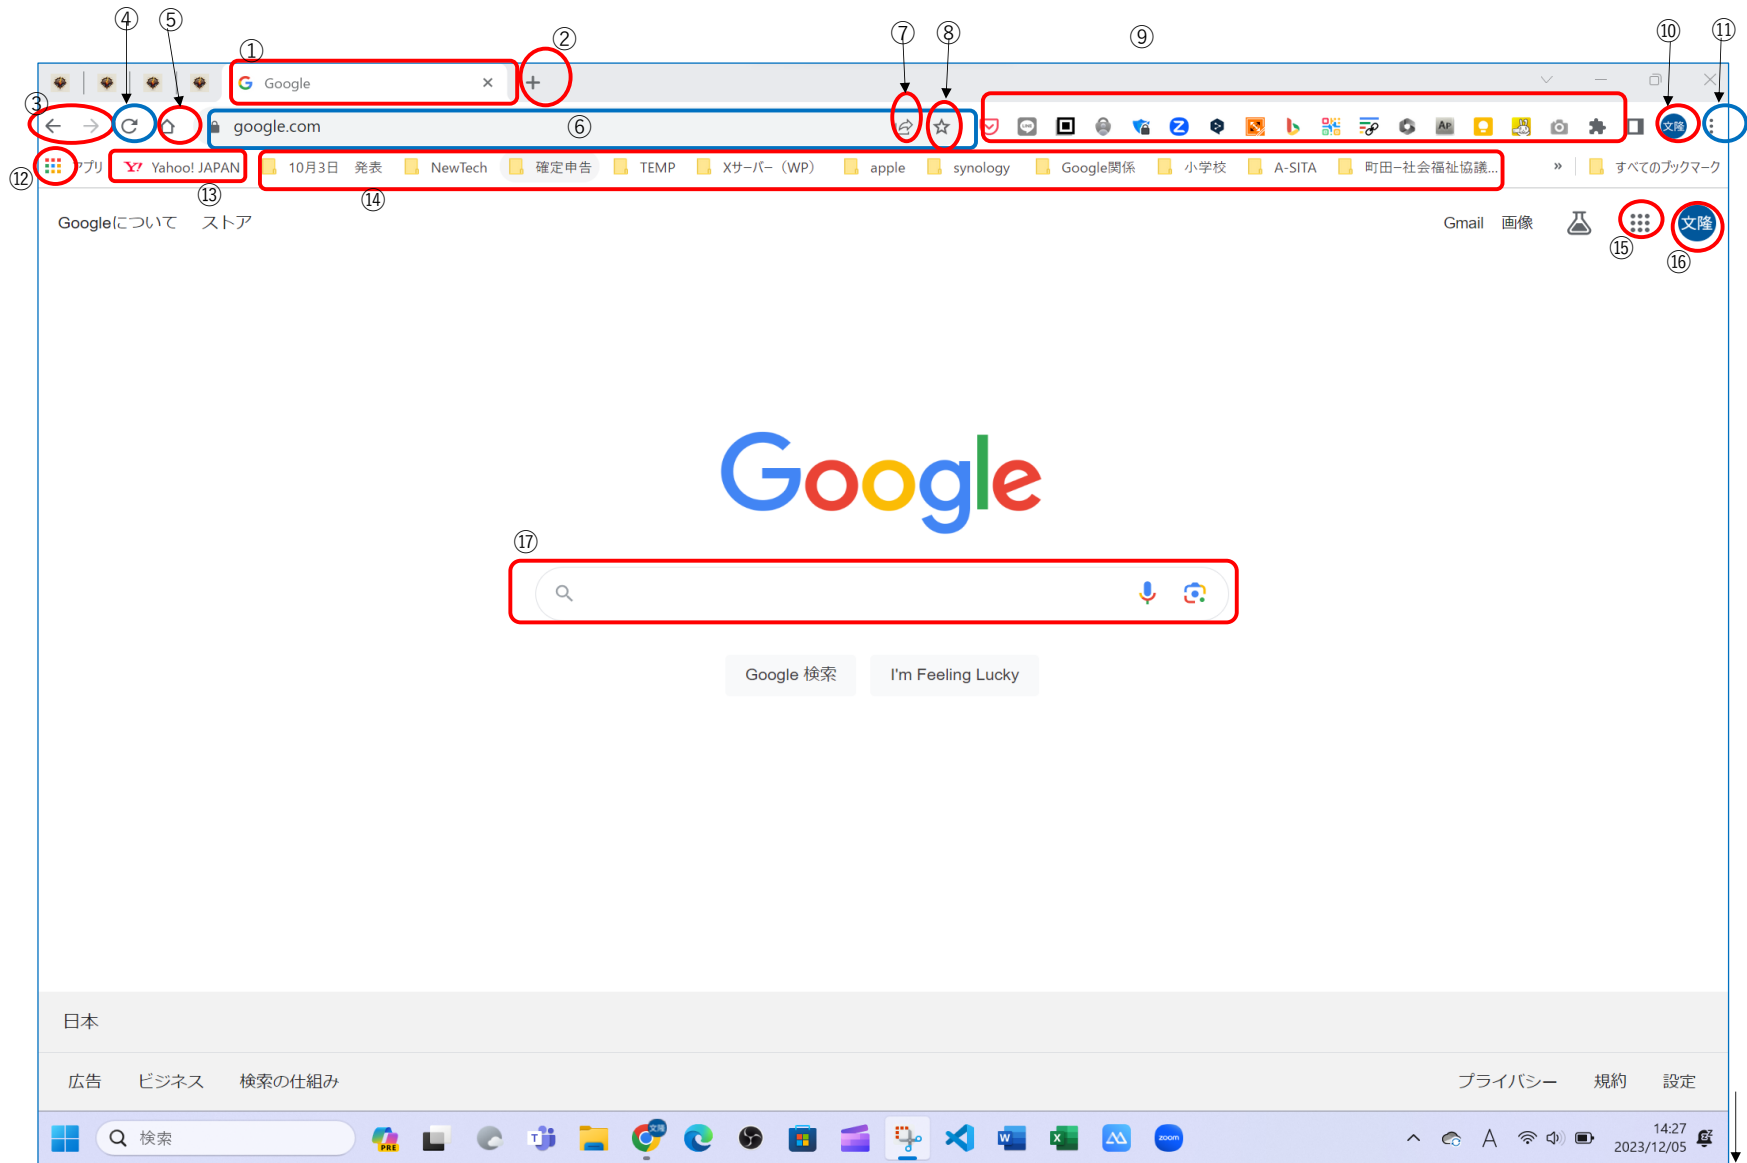 ④ ⑤ ⑦ ⑧ ⑨ ⑩ ⑪
① ②
Google
③
google.com ⑥ 文隆
アプリ Yahoo! JAPAN 10月3日 発表 NewTech 確定申告 TEMP Xサーバー（WP） apple synology Google関係 小学校 A-SITA 町田-社会福祉協議... » すべてのブックマーク
⑫ ⑬ ⑭
Googleについて ストア Gmail 画像 文隆
⑮ ⑯
Google
⑰
Google 検索 I'm Feeling Lucky
日本
広告 ビジネス 検索の仕組み プライバシー 規約 設定
検索 PRE 文隆 zoom A 14:27
2023/12/05